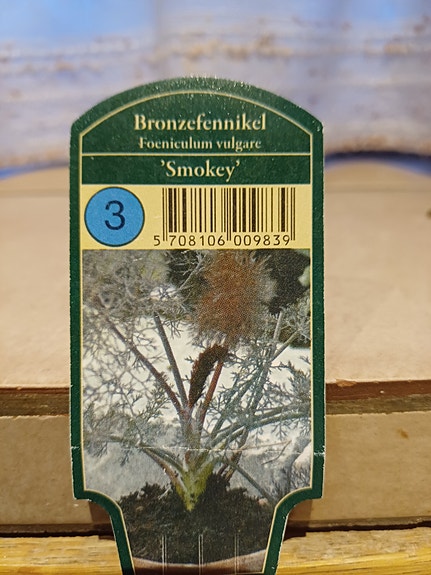 Bronzefennikel
Foeniculum vulgare
'Smokey'
3
5 708106 009839